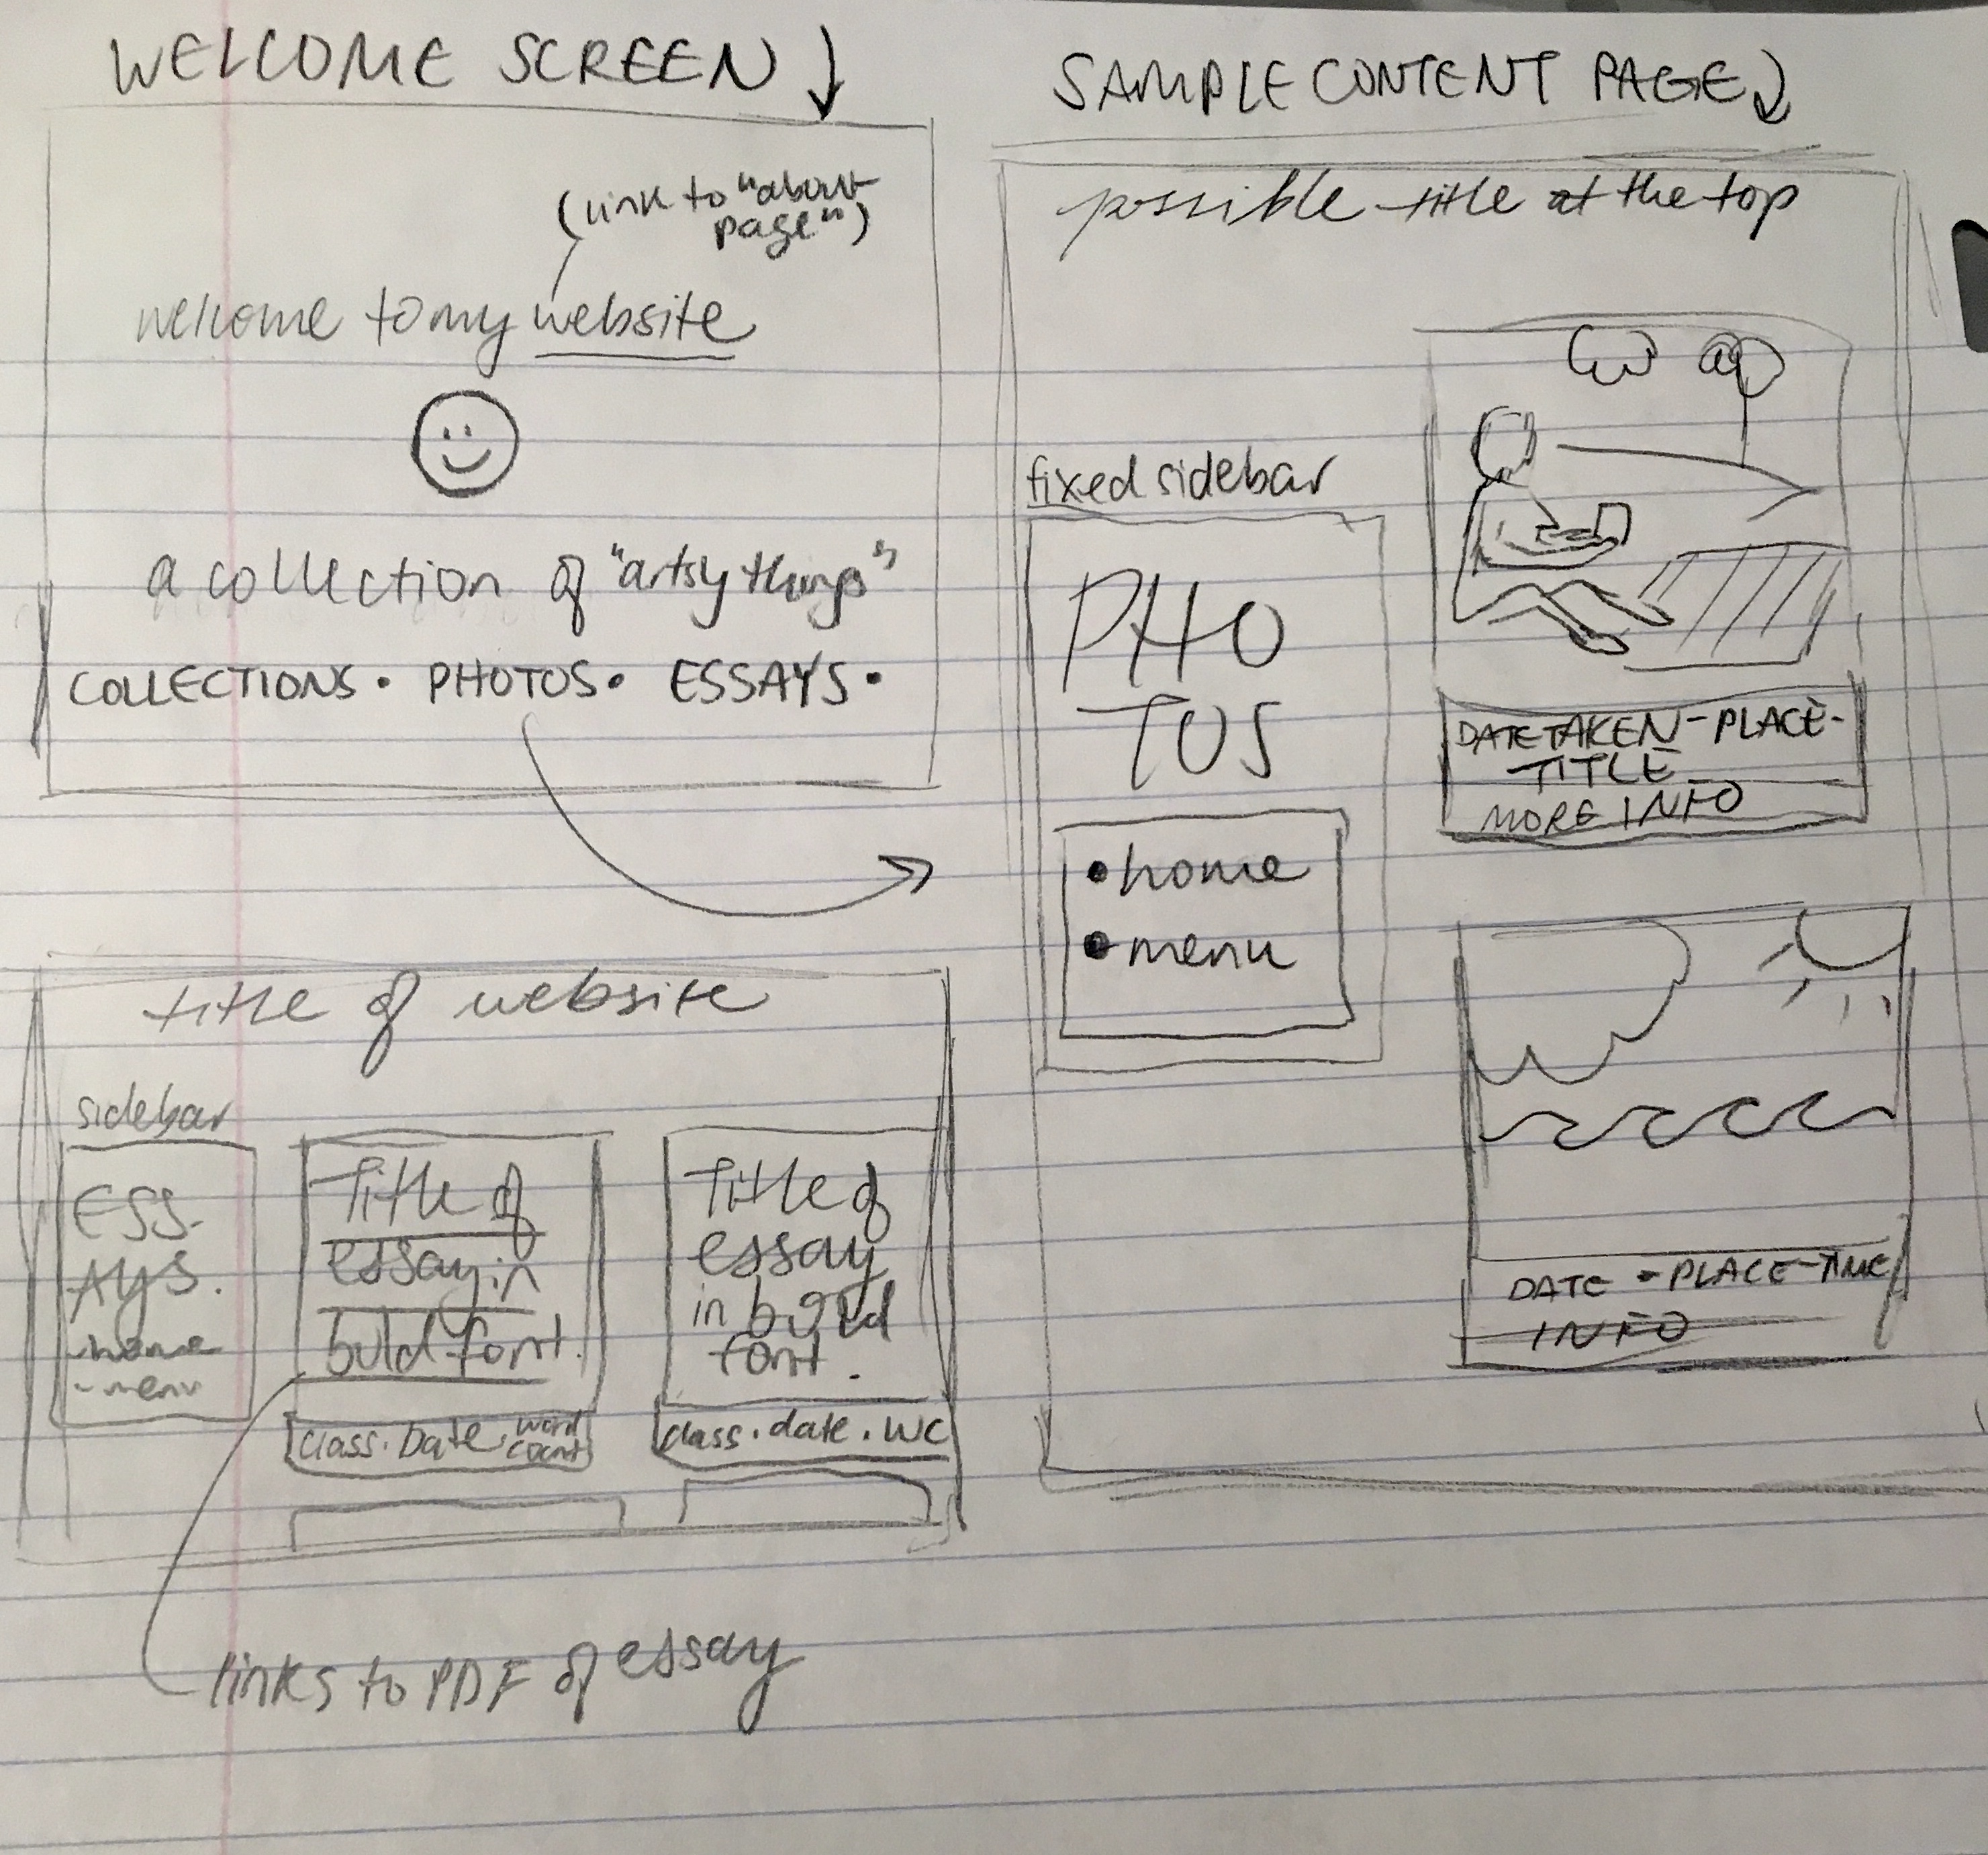 WELCOME SCREEN
(link to "about
page")
welcome to my website
a collection of "artsy things"
COLLECTIONS • PHOTOS • ESSAYS •
SAMPLE CONTENT PAGE
possible title at the top
fixed sidebar
PHO
TOS
• home
• menu
DATE TAKEN - PLACE -
TITLE
MORE INFO
DATE - PLACE - TIME
INFO
title of website
sidebar
ESS-
AYS.
- home
- menu
Title of
essay in
bold font.
class. Date. word
count
Title of
essay
in bold
font.
class. date. WC
links to PDF of essay